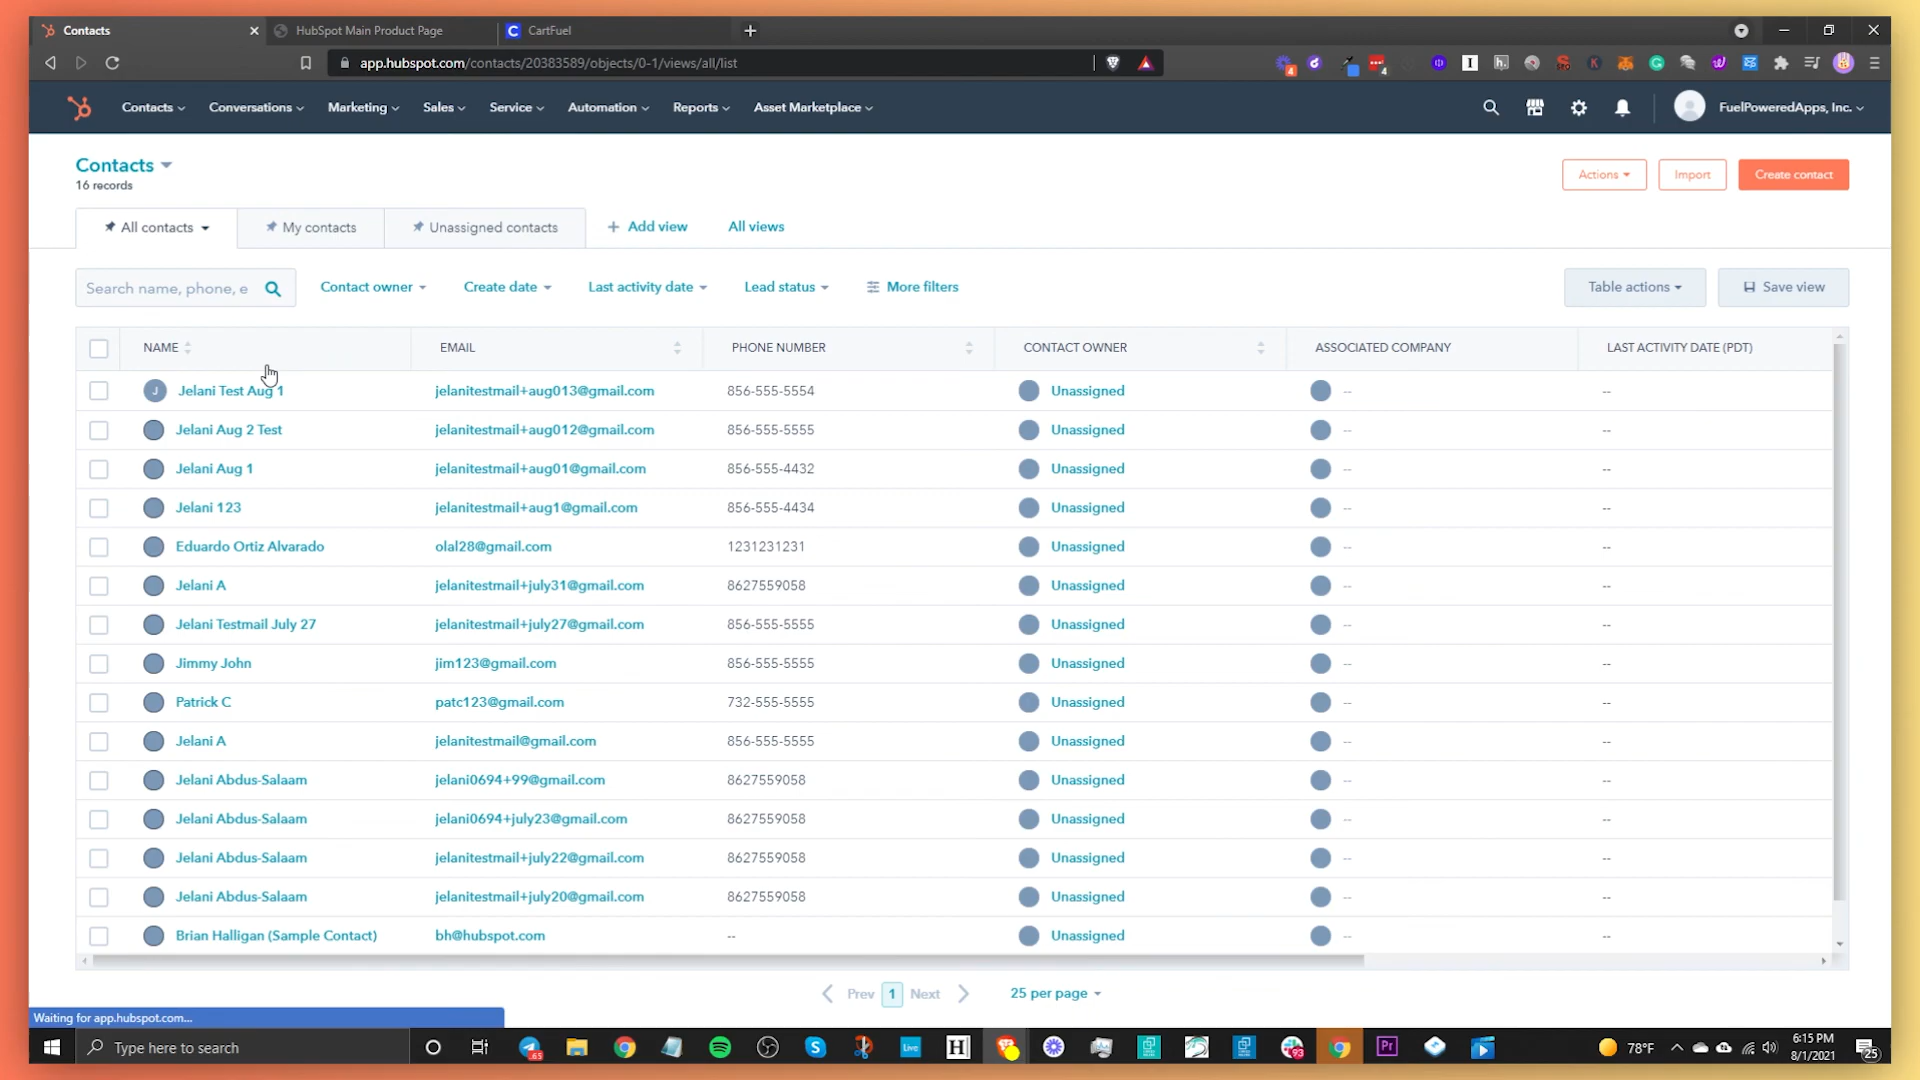 Contacts
HubSpot Main Product Page
CartFuel
app.hubspot.com/contacts/20383589/objects/0-1/views/all/list
4
4
Contacts
Conversations
Marketing
Sales
Service
Automation
Reports
Asset Marketplace
FuelPoweredApps, Inc.
Contacts
16 records
Actions
Import
Create contact
All contacts
My contacts
Unassigned contacts
+ Add view
All views
Search name, phone, e
Contact owner
Create date
Last activity date
Lead status
More filters
Table actions
Save view
NAME EMAIL PHONE NUMBER CONTACT OWNER ASSOCIATED COMPANY LAST ACTIVITY DATE (PDT)
J Jelani Test Aug 1 jelanitestmail+aug013@gmail.com 856-555-5554 Unassigned -- --
Jelani Aug 2 Test jelanitestmail+aug012@gmail.com 856-555-5555 Unassigned -- --
Jelani Aug 1 jelanitestmail+aug01@gmail.com 856-555-4432 Unassigned -- --
Jelani 123 jelanitestmail+aug1@gmail.com 856-555-4434 Unassigned -- --
Eduardo Ortiz Alvarado olal28@gmail.com 1231231231 Unassigned -- --
Jelani A jelanitestmail+july31@gmail.com 8627559058 Unassigned -- --
Jelani Testmail July 27 jelanitestmail+july27@gmail.com 856-555-5555 Unassigned -- --
Jimmy John jim123@gmail.com 856-555-5555 Unassigned -- --
Patrick C patc123@gmail.com 732-555-5555 Unassigned -- --
Jelani A jelanitestmail@gmail.com 856-555-5555 Unassigned -- --
Jelani Abdus-Salaam jelani0694+99@gmail.com 8627559058 Unassigned -- --
Jelani Abdus-Salaam jelani0694+july23@gmail.com 8627559058 Unassigned -- --
Jelani Abdus-Salaam jelanitestmail+july22@gmail.com 8627559058 Unassigned -- --
Jelani Abdus-Salaam jelanitestmail+july20@gmail.com 8627559058 Unassigned -- --
Brian Halligan (Sample Contact) bh@hubspot.com -- Unassigned -- --
Prev 1 Next
25 per page
Waiting for app.hubspot.com...
Type here to search
65
Live
H
93
Pr
78°F
6:15 PM
8/1/2021
25